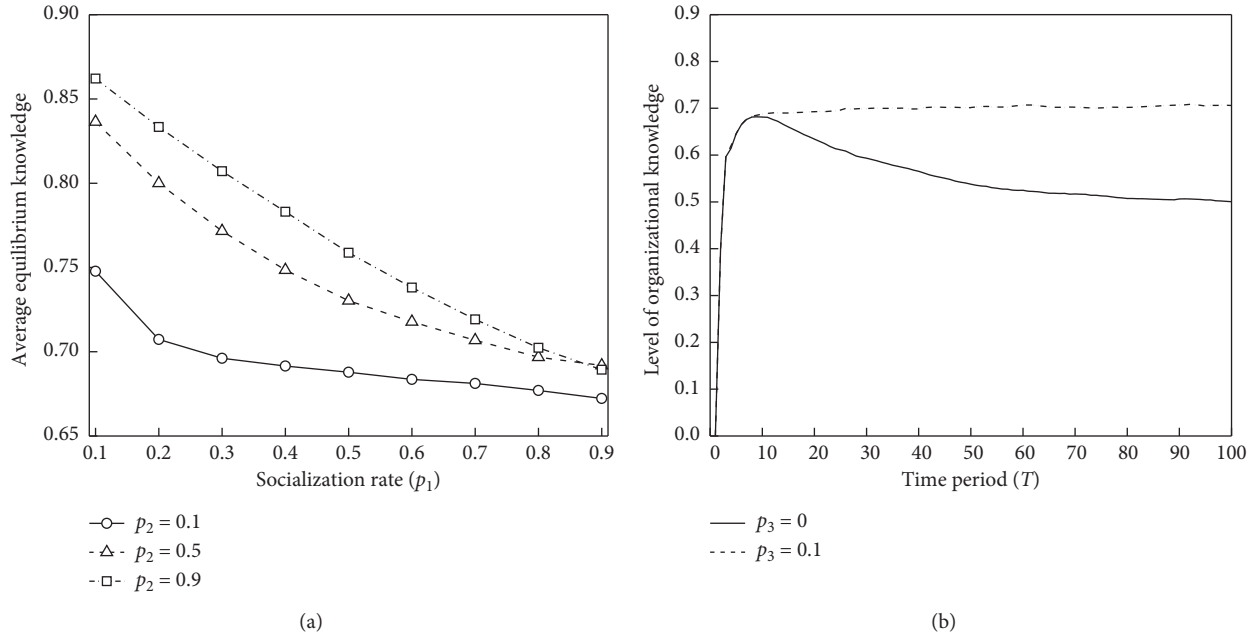 0.90
0.85
0.80
0.75
0.70
0.65
Average equilibrium knowledge
0.1 0.2 0.3 0.4 0.5 0.6 0.7 0.8 0.9
Socialization rate (p1)
p2 = 0.1
p2 = 0.5
p2 = 0.9
(a)
0.9
0.8
0.7
0.6
0.5
0.4
0.3
0.2
0.1
0.0
Level of organizational knowledge
0 10 20 30 40 50 60 70 80 90 100
Time period (T)
p3 = 0
p3 = 0.1
(b)